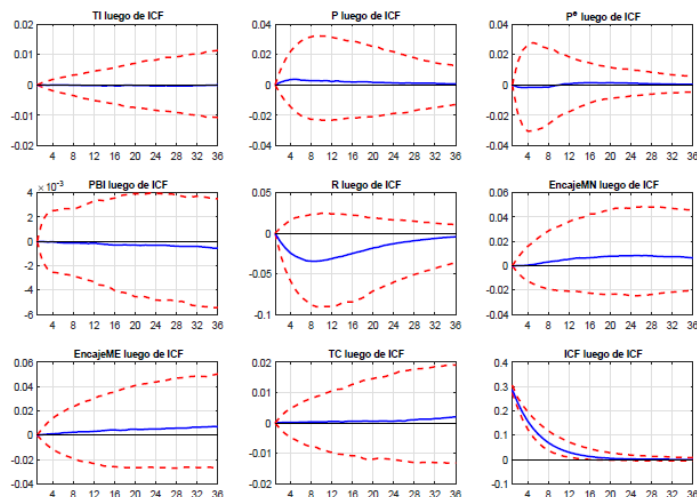 TI luego de ICF
P luego de ICF
Pᵉ luego de ICF
0.02
0.01
0
-0.01
-0.02
4 8 12 16 20 24 28 32 36
0.04
0.02
0
-0.02
-0.04
4 8 12 16 20 24 28 32 36
0.04
0.02
0
-0.02
-0.04
4 8 12 16 20 24 28 32 36
PBI luego de ICF
R luego de ICF
EncajeMN luego de ICF
× 10⁻³
4
2
0
-2
-4
-6
4 8 12 16 20 24 28 32 36
0.05
0
-0.05
-0.1
4 8 12 16 20 24 28 32 36
0.06
0.04
0.02
0
-0.02
-0.04
4 8 12 16 20 24 28 32 36
EncajeME luego de ICF
TC luego de ICF
ICF luego de ICF
0.06
0.04
0.02
0
-0.02
-0.04
4 8 12 16 20 24 28 32 36
0.02
0.01
0
-0.01
-0.02
4 8 12 16 20 24 28 32 36
0.4
0.3
0.2
0.1
0
-0.1
4 8 12 16 20 24 28 32 36